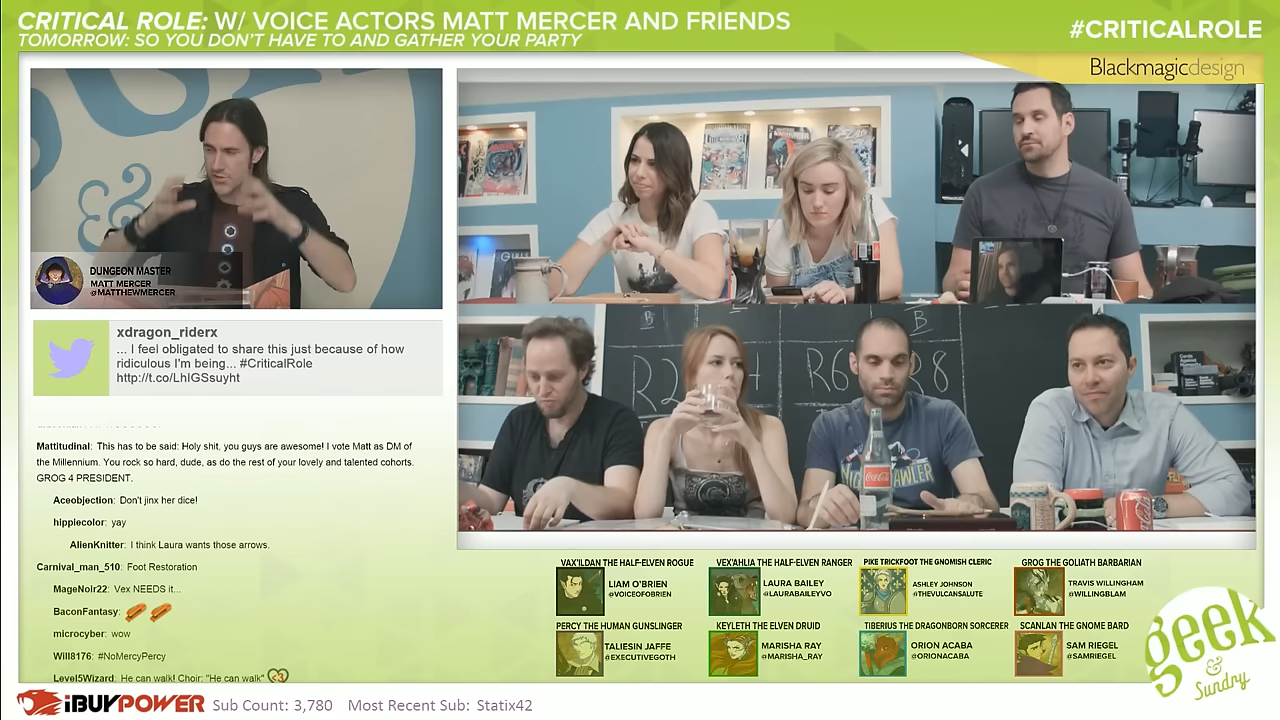 CRITICAL ROLE: W/ VOICE ACTORS MATT MERCER AND FRIENDS
TOMORROW: SO YOU DON'T HAVE TO AND GATHER YOUR PARTY
#CRITICALROLE
Blackmagicdesign
DUNGEON MASTER
MATT MERCER
@MATTHEWMERCER
xdragon_riderx
... I feel obligated to share this just because of how
ridiculous I'm being... #CriticalRole
http://t.co/LhIGSsuyht
Mattitudinal: This has to be said: Holy shit, you guys are awesome! I vote Matt as DM of
the Millennium. You rock so hard, dude, as do the rest of your lovely and talented cohorts.
GROG 4 PRESIDENT.
Aceobjection: Don't jinx her dice!
hippiecolor: yay
AlienKnitter: I think Laura wants those arrows.
Carnival_man_510: Foot Restoration
MageNoir22: Vex NEEDS it...
BaconFantasy:
microcyber: wow
Will8176: #NoMercyPercy
Level5Wizard: He can walk! Choir: "He can walk"
B
B
R2
R6
8
Coca-Cola
VAX'ILDAN THE HALF-ELVEN ROGUE
LIAM O'BRIEN
@VOICEOFOBRIEN
VEX'AHLIA THE HALF-ELVEN RANGER
LAURA BAILEY
@LAURABAILEYVO
PIKE TRICKFOOT THE GNOMISH CLERIC
ASHLEY JOHNSON
@THEVULCANSALUTE
GROG THE GOLIATH BARBARIAN
TRAVIS WILLINGHAM
@WILLINGBLAM
PERCY THE HUMAN GUNSLINGER
TALIESIN JAFFE
@EXECUTIVEGOTH
KEYLETH THE ELVEN DRUID
MARISHA RAY
@MARISHA_RAY
TIBERIUS THE DRAGONBORN SORCERER
ORION ACABA
@ORIONACABA
SCANLAN THE GNOME BARD
SAM RIEGEL
@SAMRIEGEL
geek
&
Sundry
iBUYPOWER
Sub Count: 3,780 Most Recent Sub: Statix42